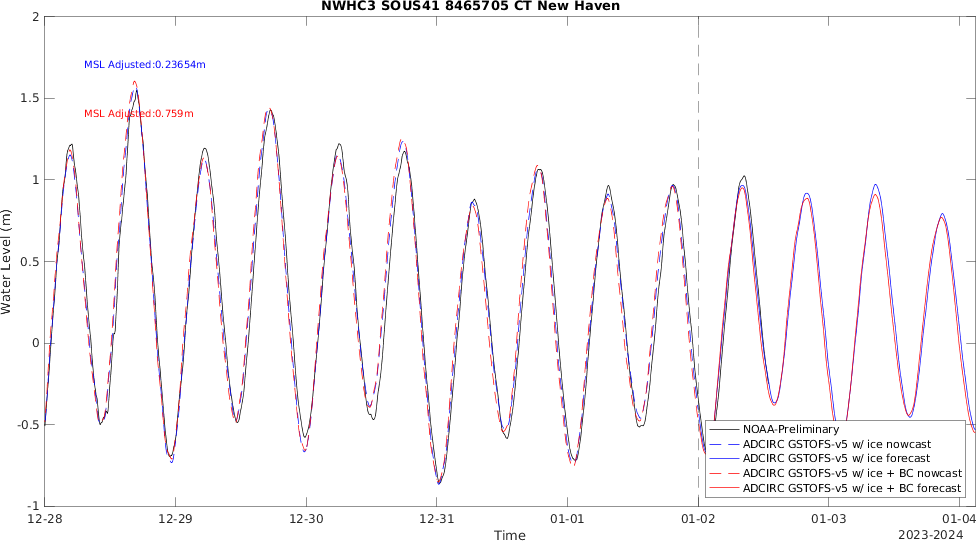 NWHC3 SOUS41 8465705 CT New Haven
2
1.5
1
0.5
0
-0.5
-1
Water Level (m)
MSL Adjusted:0.23654m
MSL Adjusted:0.759m
NOAA-Preliminary
ADCIRC GSTOFS-v5 w/ ice nowcast
ADCIRC GSTOFS-v5 w/ ice forecast
ADCIRC GSTOFS-v5 w/ ice + BC nowcast
ADCIRC GSTOFS-v5 w/ ice + BC forecast
12-28 12-29 12-30 12-31 01-01 01-02 01-03 01-04
Time
2023-2024